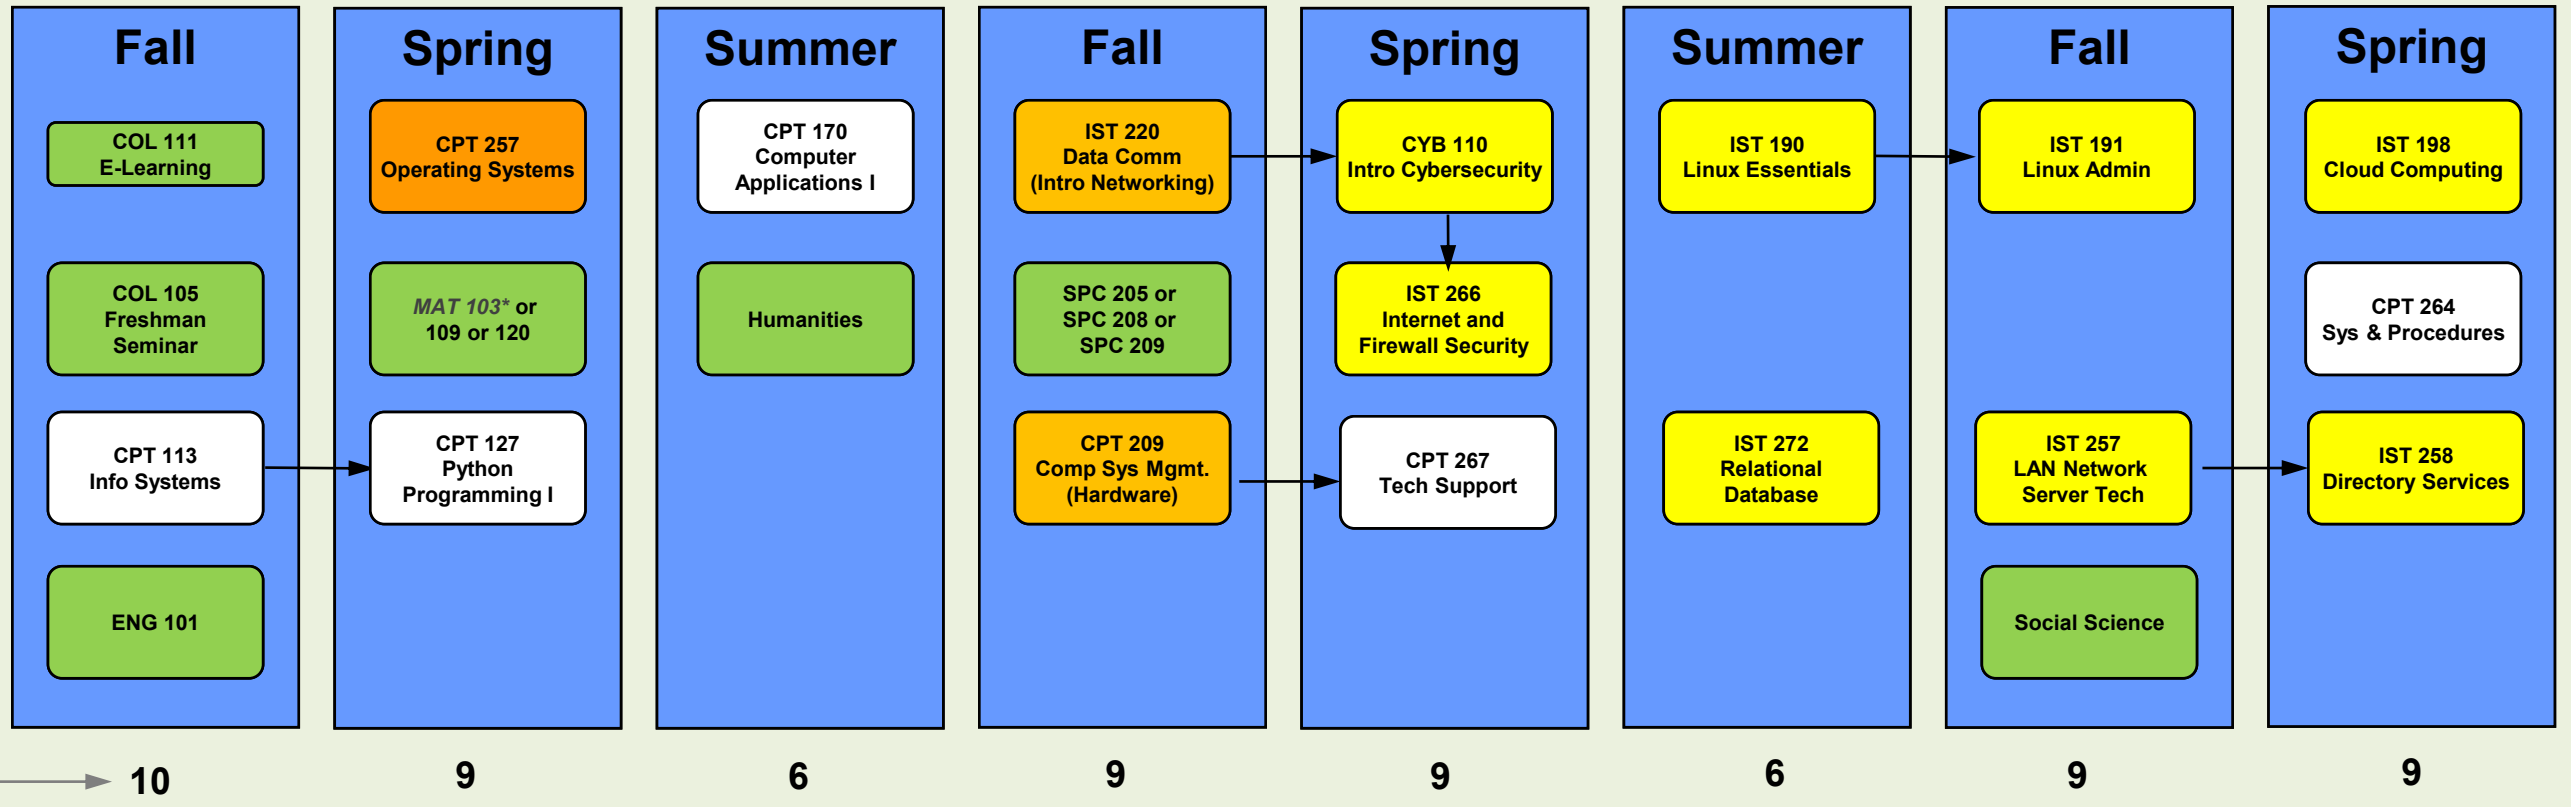 Fall
COL 111
E-Learning
COL 105
Freshman
Seminar
CPT 113
Info Systems
ENG 101
10
Spring
CPT 257
Operating Systems
MAT 103* or
109 or 120
CPT 127
Python
Programming I
9
Summer
CPT 170
Computer
Applications I
Humanities
6
Fall
IST 220
Data Comm
(Intro Networking)
SPC 205 or
SPC 208 or
SPC 209
CPT 209
Comp Sys Mgmt.
(Hardware)
9
Spring
CYB 110
Intro Cybersecurity
IST 266
Internet and
Firewall Security
CPT 267
Tech Support
9
Summer
IST 190
Linux Essentials
IST 272
Relational
Database
6
Fall
IST 191
Linux Admin
IST 257
LAN Network
Server Tech
Social Science
9
Spring
IST 198
Cloud Computing
CPT 264
Sys & Procedures
IST 258
Directory Services
9